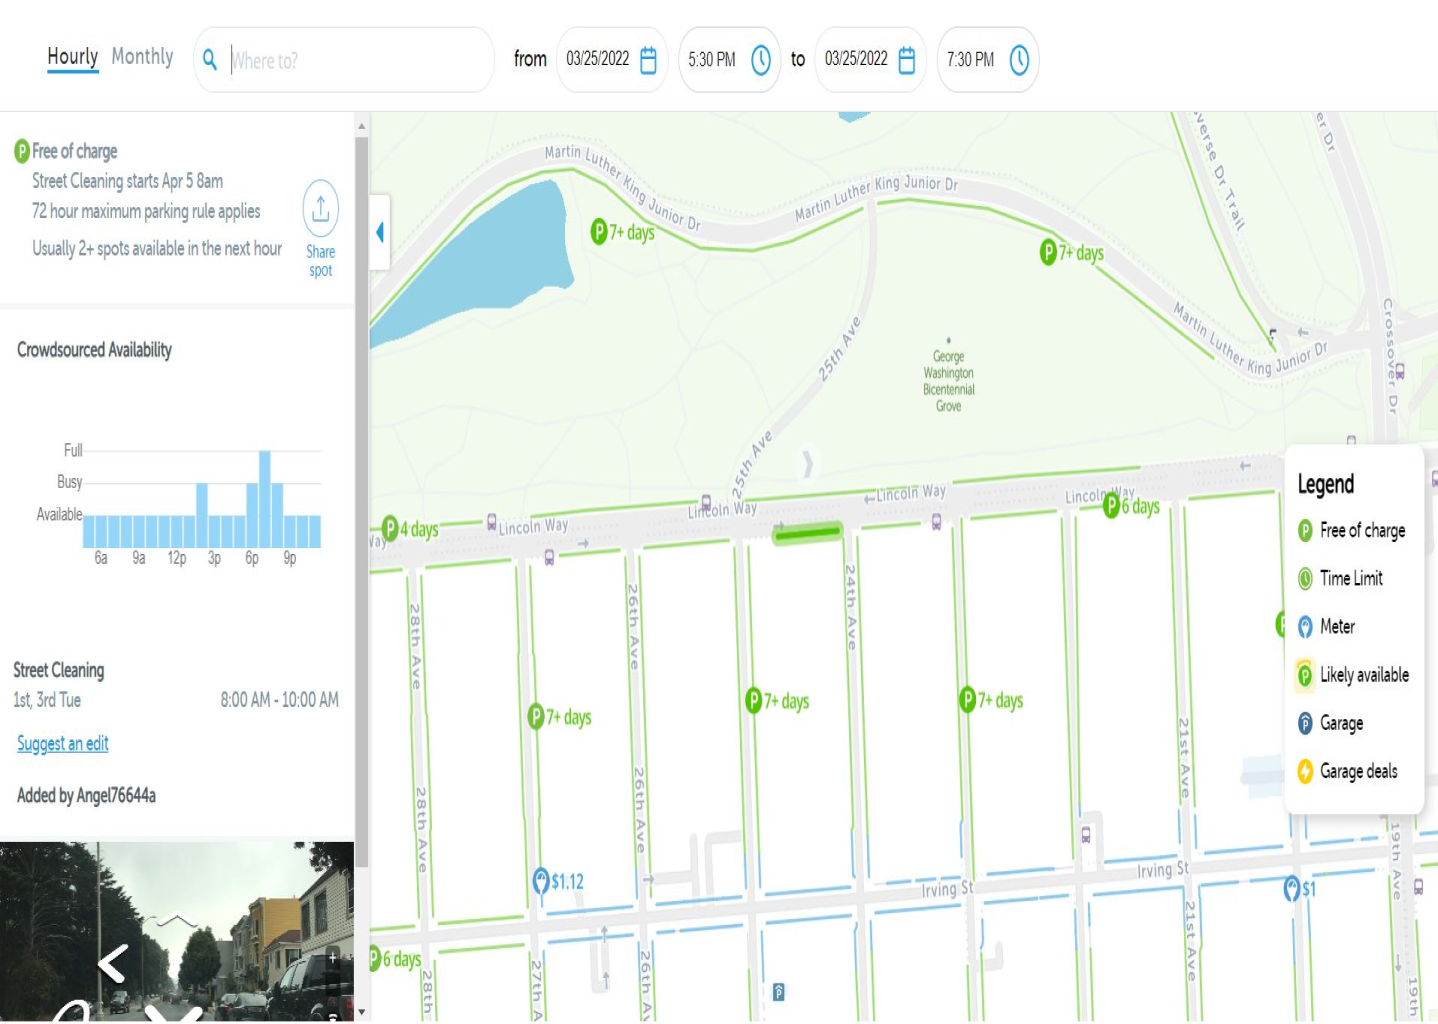 Hourly Monthly
Where to?
from 03/25/2022 5:30 PM to 03/25/2022 7:30 PM
P Free of charge
Street Cleaning starts Apr 5 8am
72 hour maximum parking rule applies
Usually 2+ spots available in the next hour
Share
spot
Crowdsourced Availability
Full
Busy
Available
6a 9a 12p 3p 6p 9p
Street Cleaning
1st, 3rd Tue 8:00 AM - 10:00 AM
Suggest an edit
Added by Angel76644a
Martin Luther King Junior Dr
Martin Luther King Junior Dr
verse Dr Trail
er Dr
P 7+ days
P 7+ days
Martin Luther King Junior Dr
Crossover Dr
25th Ave
George
Washington
Bicentennial
Grove
25th Ave
Lincoln Way
Lincoln Way
Lincoln Way
Lincoln Way
P 6 days
Way
P 4 days
28th Ave
26th Ave
24th Ave
P 7+ days
P 7+ days
P 7+ days
21st Ave
28th Ave
26th Ave
19th Ave
$1.12
Irving St
Irving St
$1
P 6 days
28th
27th A
26th Av
21st Ave
19th
P
Legend
P Free of charge
Time Limit
Meter
P Likely available
P Garage
Garage deals